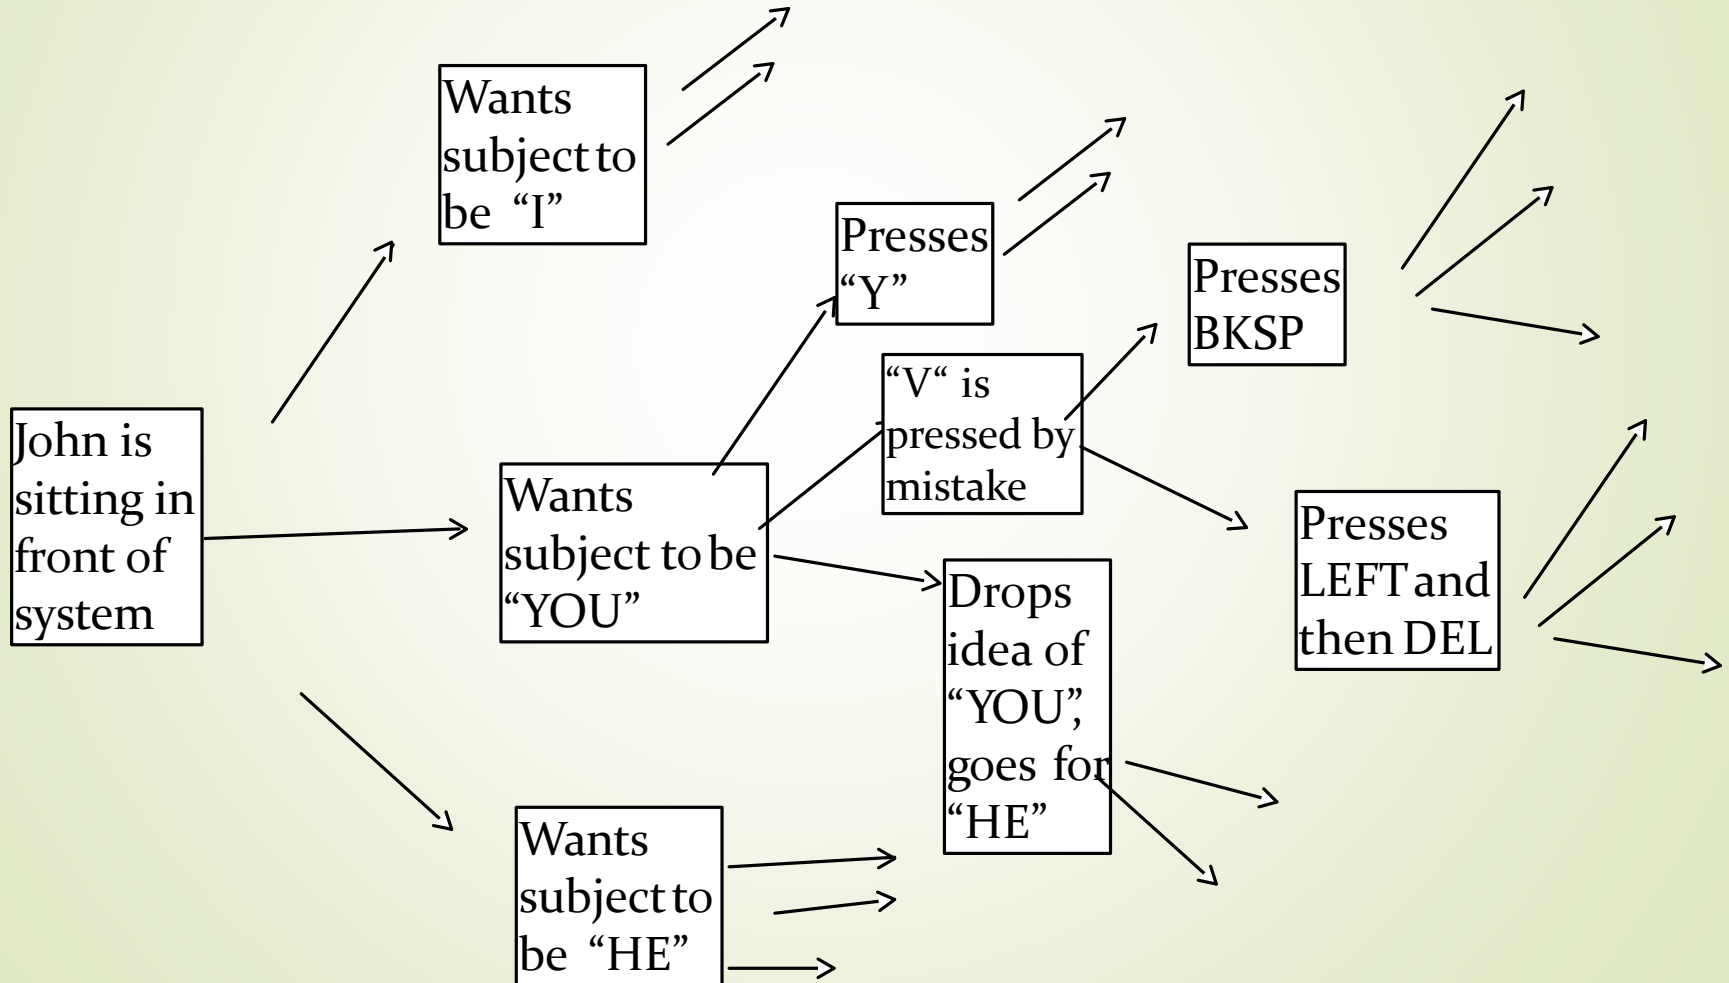 Wants
subject to
be "I"
Presses
"Y"
Presses
BKSP
"V“ is
pressed by
mistake
John is
sitting in
front of
system
Wants
subject to be
"YOU"
Presses
LEFT and
then DEL
Drops
idea of
"YOU",
goes for
"HE"
Wants
subject to
be "HE"